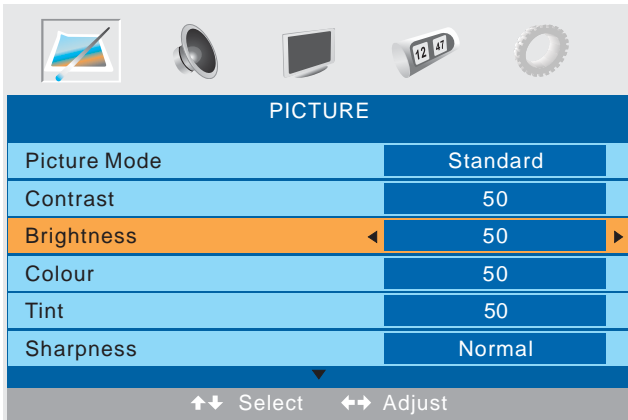 12 47
PICTURE
Picture Mode Standard
Contrast 50
Brightness 50
Colour 50
Tint 50
Sharpness Normal
Select Adjust